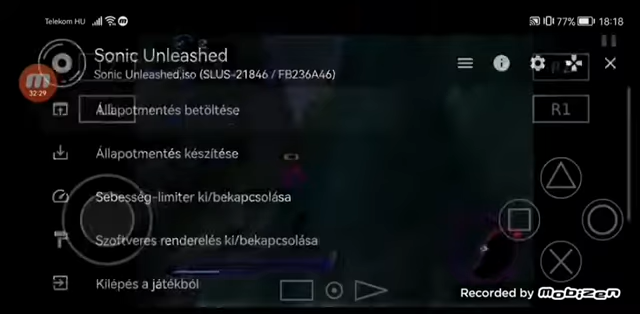 Telekom HU 77% 18:18
Sonic Unleashed
Sonic Unleashed.iso (SLUS-21846 / FB236A46)
32:29
Állapotmentés betöltése
R1
Állapotmentés készítése
Sebesség-limiter ki/bekapcsolása
Szoftveres renderelés ki/bekapcsolása
Kilépés a játékból
Recorded by Mobizen